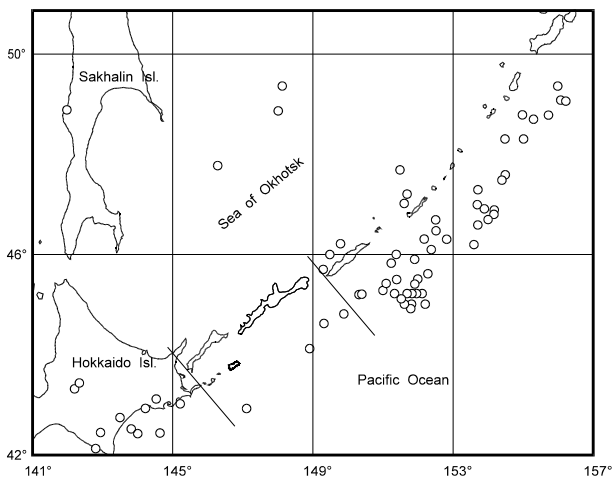 50°
Sakhalin Isl.
Sea of Okhotsk
46°
Hokkaido Isl.
Pacific Ocean
42°
141° 145° 149° 153° 157°